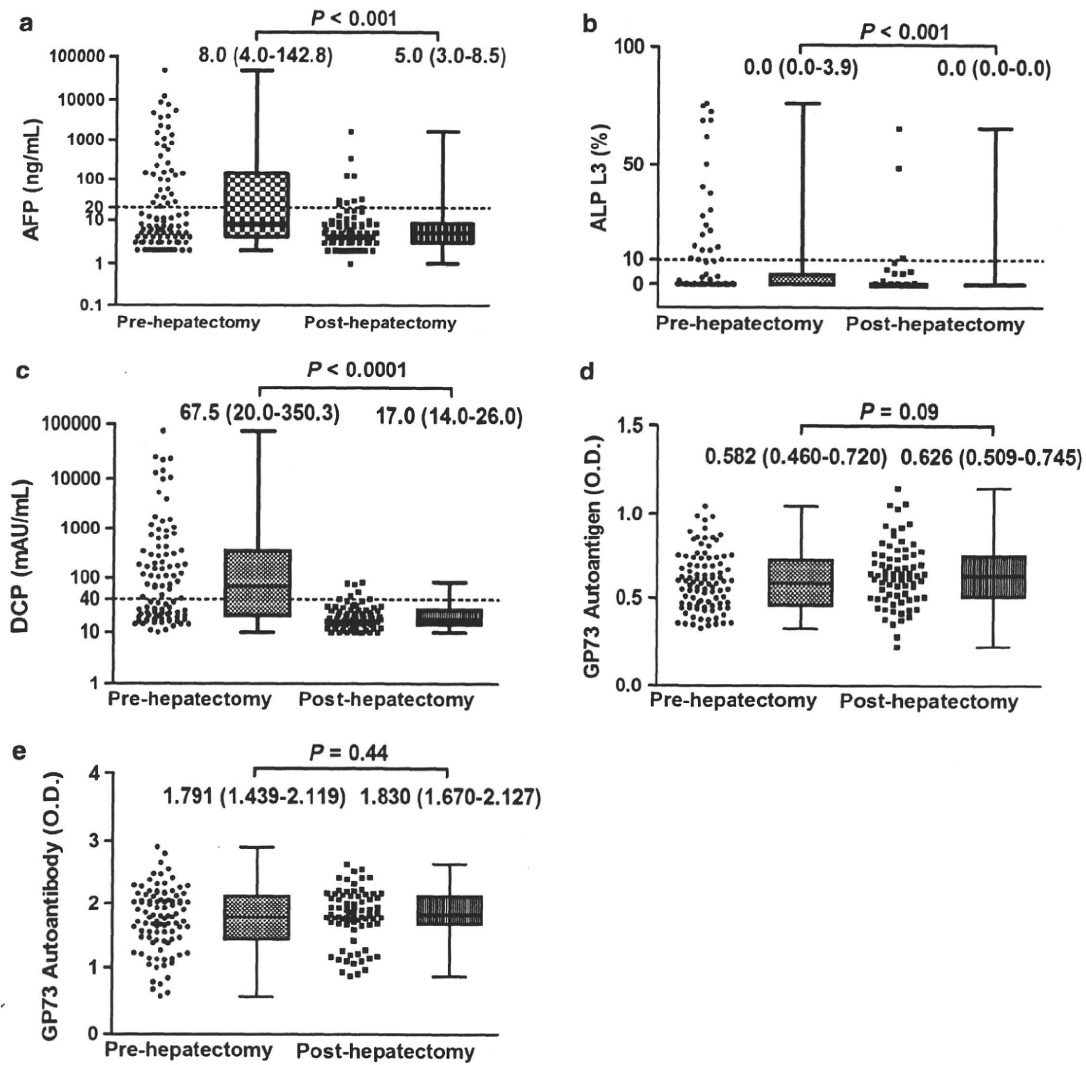 a
P < 0.001
8.0 (4.0-142.8) 5.0 (3.0-8.5)
AFP (ng/mL)
100000
10000
1000
100
20
10
1
0.1
Pre-hepatectomy Post-hepatectomy
b
P < 0.001
0.0 (0.0-3.9) 0.0 (0.0-0.0)
ALP L3 (%)
100
50
10
0
Pre-hepatectomy Post-hepatectomy
c
P < 0.0001
67.5 (20.0-350.3) 17.0 (14.0-26.0)
DCP (mAU/mL)
100000
10000
1000
100
40
10
1
Pre-hepatectomy Post-hepatectomy
d
P = 0.09
0.582 (0.460-0.720) 0.626 (0.509-0.745)
GP73 Autoantigen (O.D.)
1.5
1.0
0.5
0.0
Pre-hepatectomy Post-hepatectomy
e
P = 0.44
1.791 (1.439-2.119) 1.830 (1.670-2.127)
GP73 Autoantibody (O.D.)
4
3
2
1
0
Pre-hepatectomy Post-hepatectomy